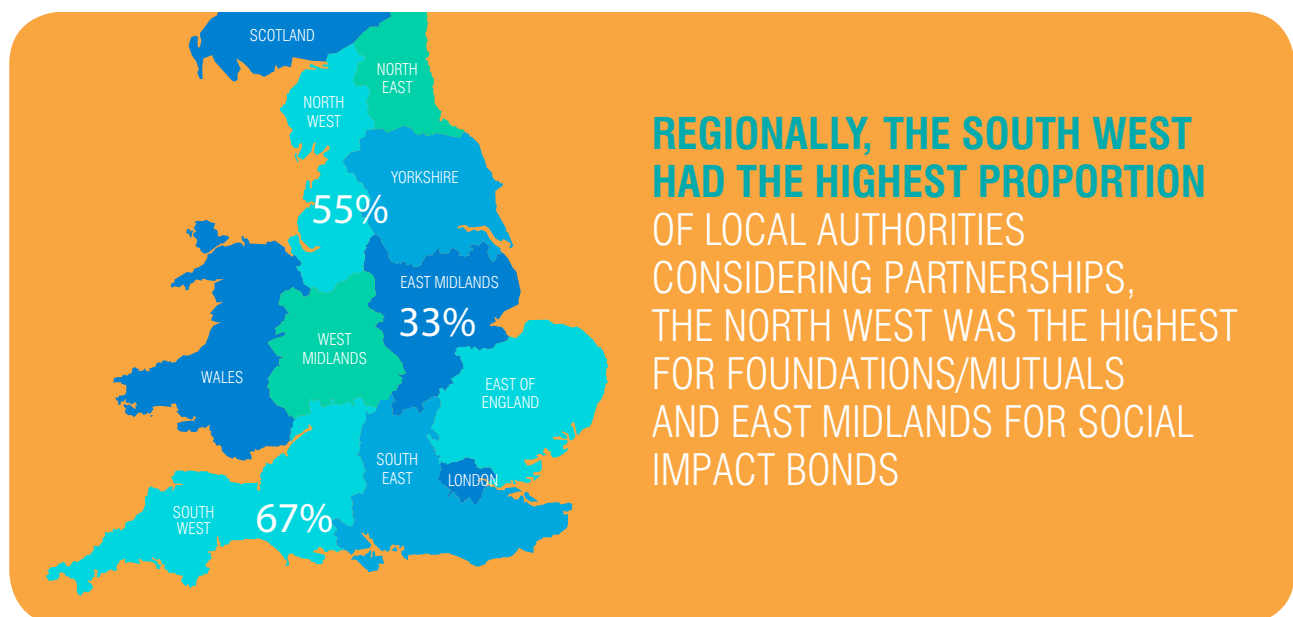 SCOTLAND
NORTH
EAST
NORTH
WEST
YORKSHIRE
55%
EAST MIDLANDS
33%
WEST
MIDLANDS
WALES
EAST OF
ENGLAND
SOUTH
EAST
LONDON
SOUTH
WEST
67%
REGIONALLY, THE SOUTH WEST
HAD THE HIGHEST PROPORTION
OF LOCAL AUTHORITIES
CONSIDERING PARTNERSHIPS,
THE NORTH WEST WAS THE HIGHEST
FOR FOUNDATIONS/MUTUALS
AND EAST MIDLANDS FOR SOCIAL
IMPACT BONDS